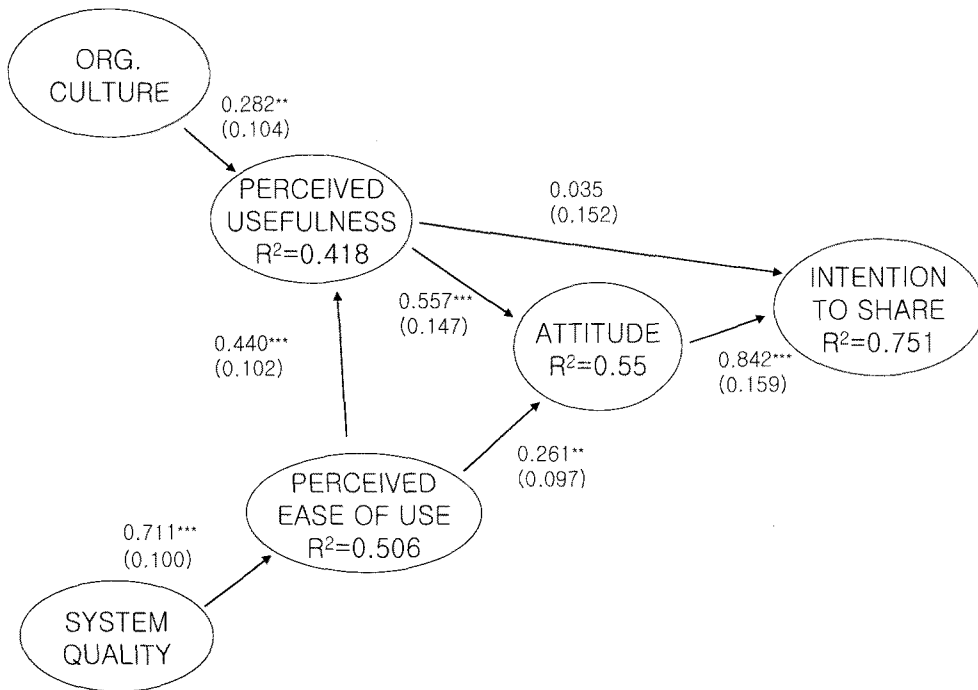 ORG.
CULTURE
0.282**
(0.104)
PERCEIVED
USEFULNESS
R²=0.418
0.035
(0.152)
INTENTION
TO SHARE
R²=0.751
0.557***
(0.147)
ATTITUDE
R²=0.55
0.842***
(0.159)
0.440***
(0.102)
0.261**
(0.097)
PERCEIVED
EASE OF USE
R²=0.506
0.711***
(0.100)
SYSTEM
QUALITY